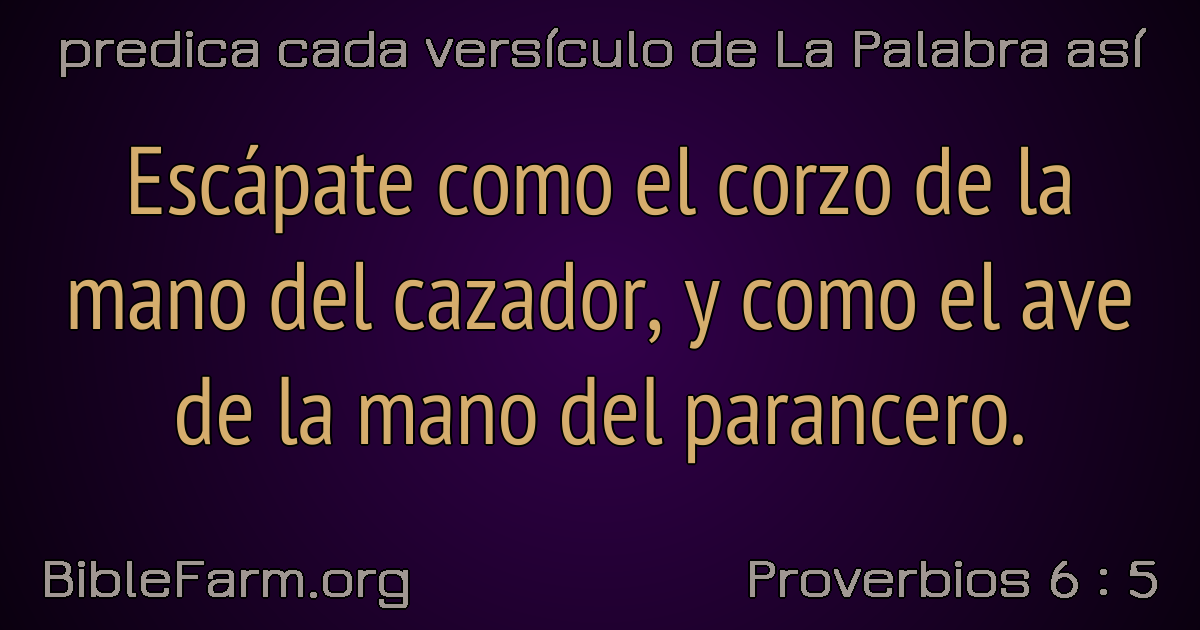 predica cada versículo de La Palabra así
Escápate como el corzo de la
mano del cazador, y como el ave
de la mano del parancero.
BibleFarm.org
Proverbios 6 : 5